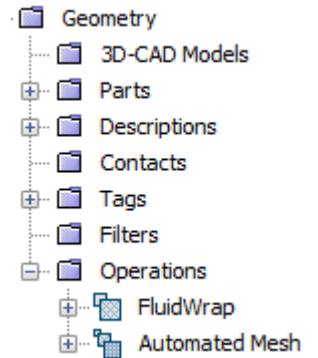 Geometry
3D-CAD Models
Parts
Descriptions
Contacts
Tags
Filters
Operations
FluidWrap
Automated Mesh